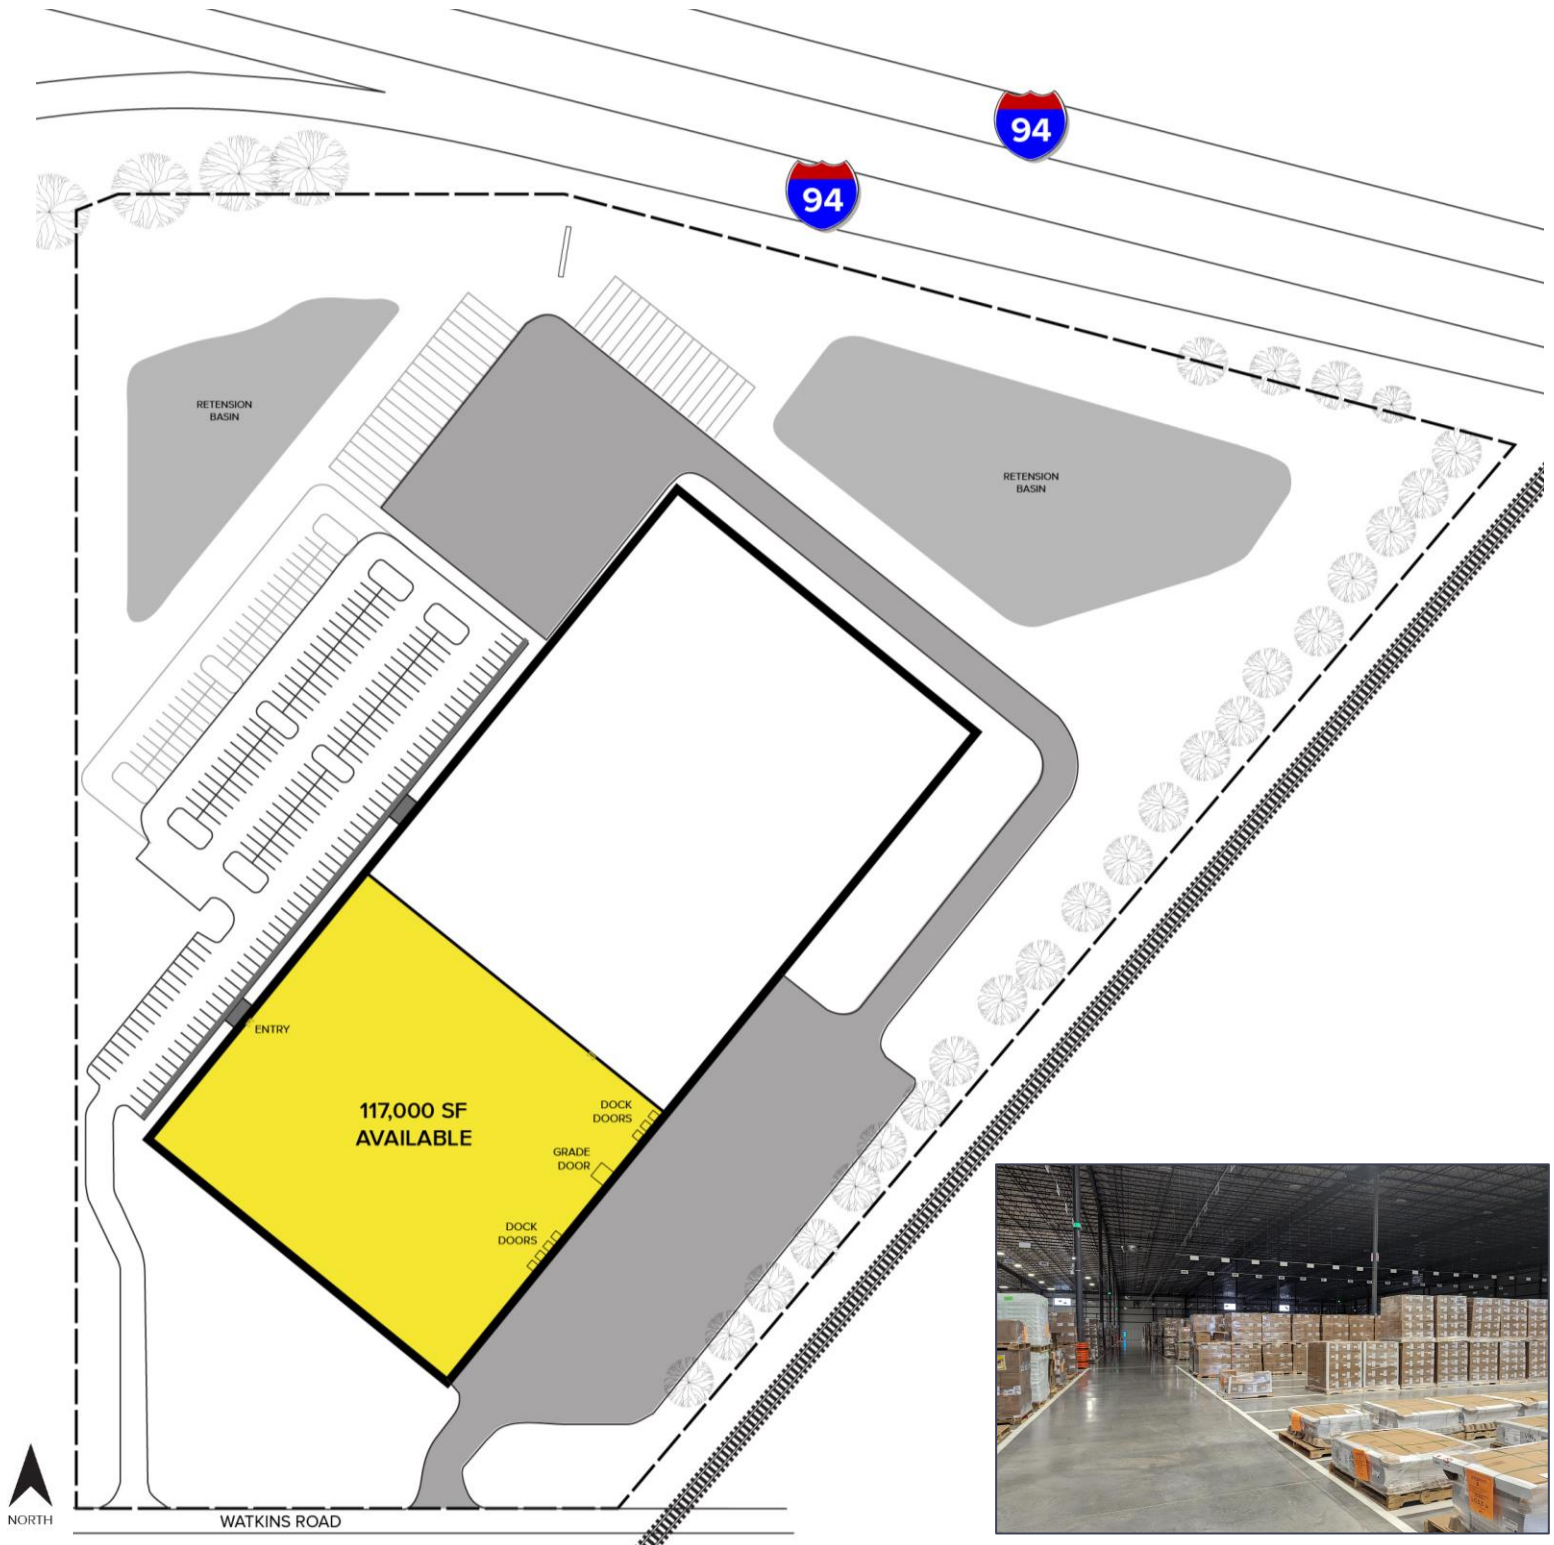 94
94
RETENSION
BASIN
RETENSION
BASIN
ENTRY
117,000 SF
AVAILABLE
DOCK
DOORS
GRADE
DOOR
DOCK
DOORS
NORTH
WATKINS ROAD